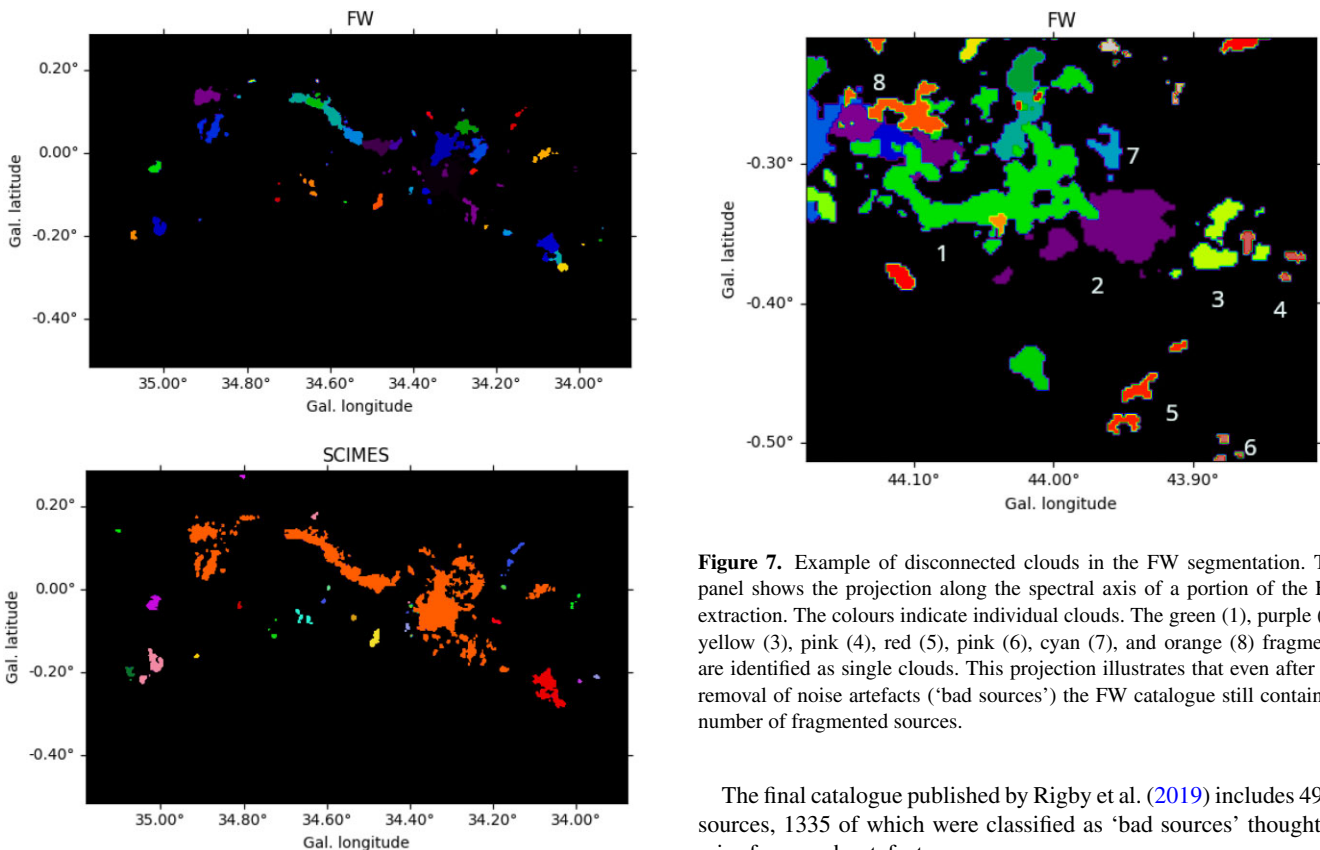 FW
0.20°
0.00°
-0.20°
-0.40°
Gal. latitude
35.00° 34.80° 34.60° 34.40° 34.20° 34.00°
Gal. longitude
SCIMES
0.20°
0.00°
-0.20°
-0.40°
Gal. latitude
35.00° 34.80° 34.60° 34.40° 34.20° 34.00°
Gal. longitude
FW
8
7
-0.30°
1
2
3
4
-0.40°
5
6
-0.50°
Gal. latitude
44.10° 44.00° 43.90°
Gal. longitude
Figure 7. Example of disconnected clouds in the FW segmentation.
panel shows the projection along the spectral axis of a portion of the
extraction. The colours indicate individual clouds. The green (1), purple
yellow (3), pink (4), red (5), pink (6), cyan (7), and orange (8)
are identified as single clouds. This projection illustrates that even after
removal of noise artefacts (‘bad sources’) the FW catalogue still
number of fragmented sources.
The final catalogue published by Rigby et al. (2019) includes
sources, 1335 of which were classified as ‘bad sources’ thought